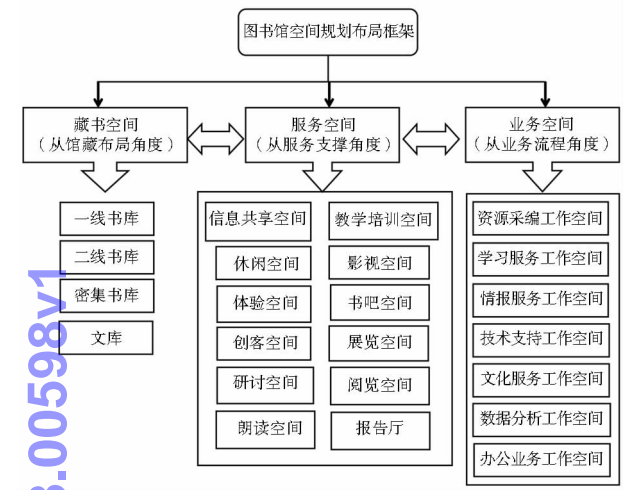 图书馆空间规划布局框架
藏书空间
（从馆藏布局角度）
服务空间
（从服务支撑角度）
业务空间
（从业务流程角度）
一线书库
二线书库
密集书库
文库
信息共享空间
教学培训空间
休闲空间
影视空间
体验空间
书吧空间
创客空间
展览空间
研讨空间
阅览空间
朗读空间
报告厅
资源采编工作空间
学习服务工作空间
情报服务工作空间
技术支持工作空间
文化服务工作空间
数据分析工作空间
办公业务工作空间
.00598v1